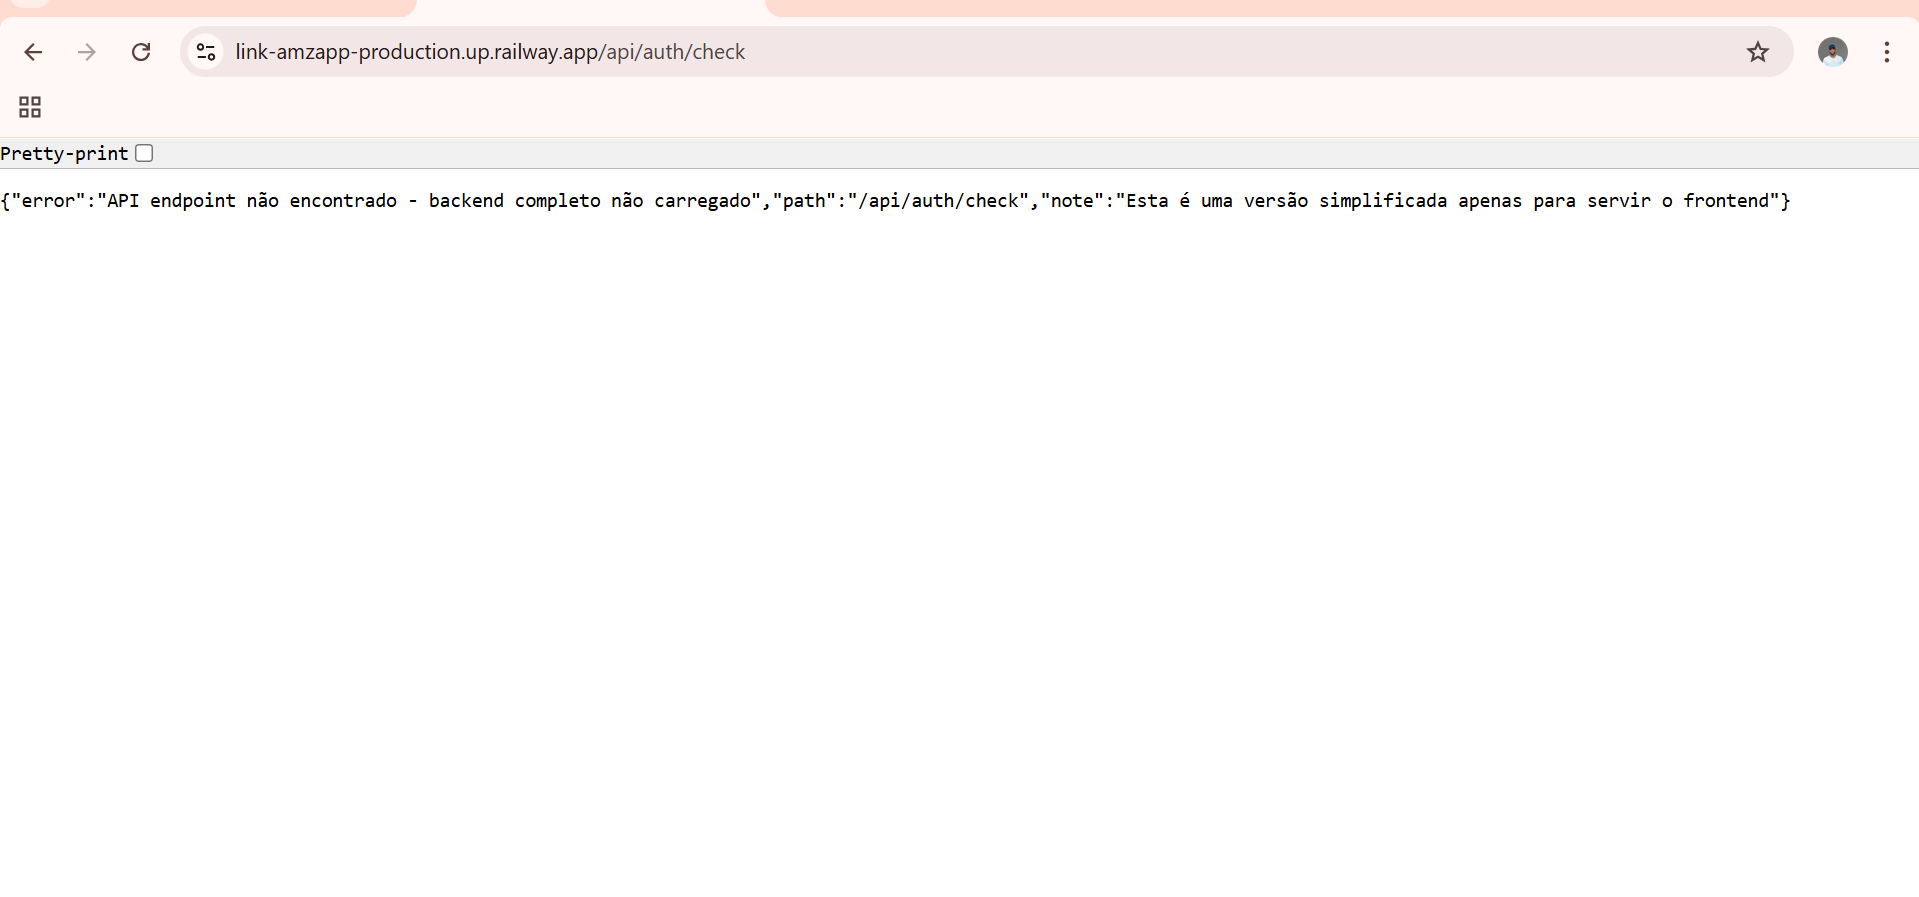 link-amzapp-production.up.railway.app/api/auth/check
Pretty-print
{"error":"API endpoint não encontrado - backend completo não carregado","path":"/api/auth/check","note":"Esta é uma versão simplificada apenas para servir o frontend"}